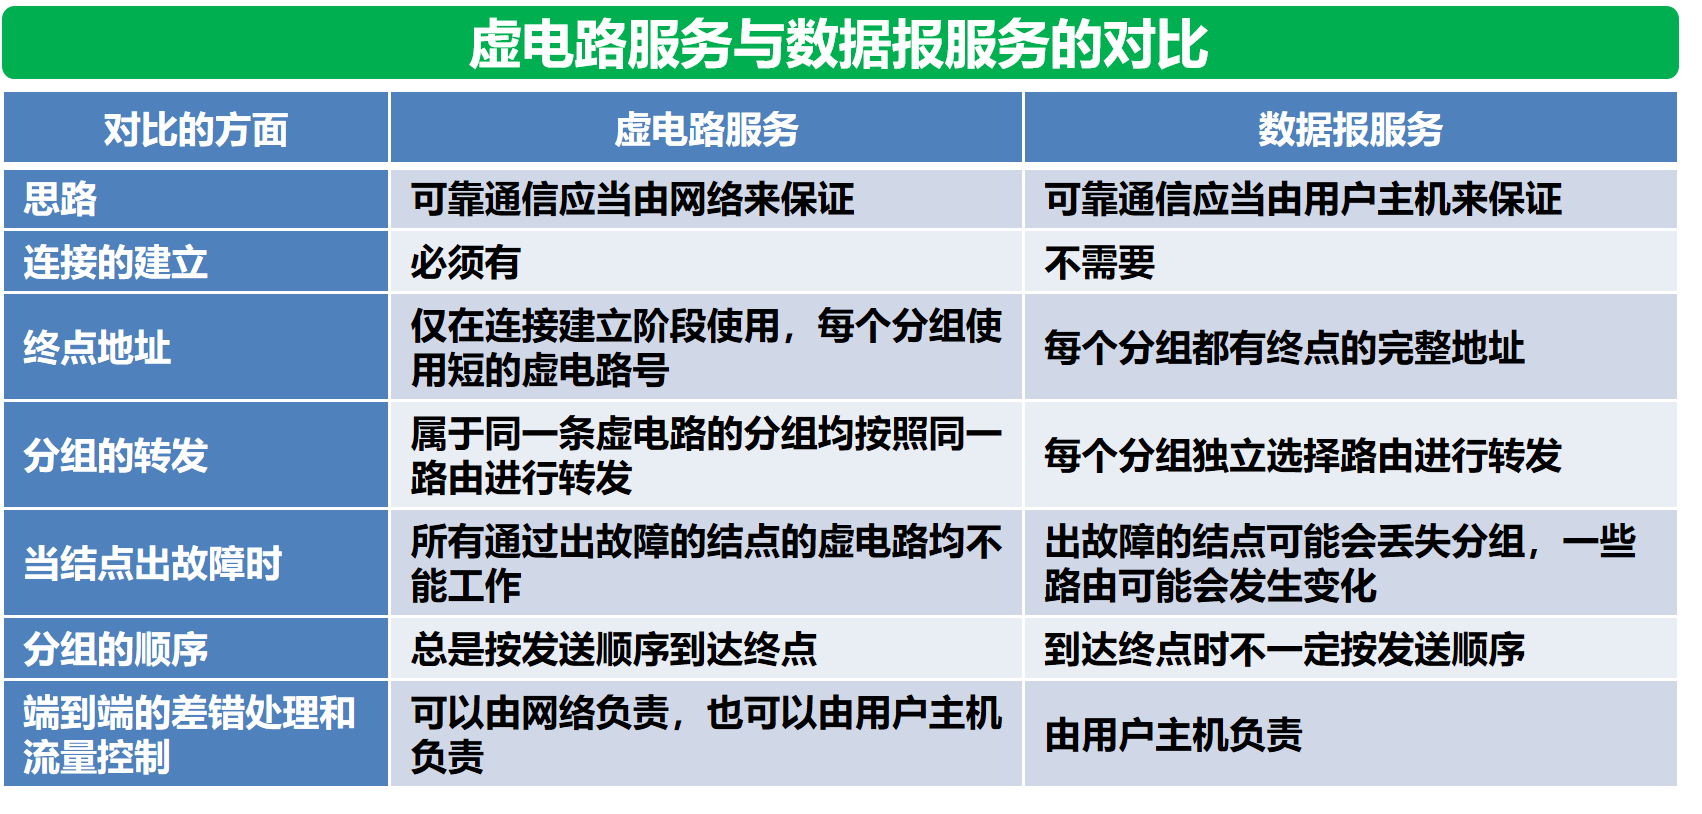 虚电路服务与数据报服务的对比
对比的方面
虚电路服务
数据报服务
思路
可靠通信应当由网络来保证
可靠通信应当由用户主机来保证
连接的建立
必须有
不需要
终点地址
仅在连接建立阶段使用，每个分组使
用短的虚电路号
每个分组都有终点的完整地址
分组的转发
属于同一条虚电路的分组均按照同一
路由进行转发
每个分组独立选择路由进行转发
当结点出故障时
所有通过出故障的结点的虚电路均不
能工作
出故障的结点可能会丢失分组，一些
路由可能会发生变化
分组的顺序
总是按发送顺序到达终点
到达终点时不一定按发送顺序
端到端的差错处理和
流量控制
可以由网络负责，也可以由用户主机
负责
由用户主机负责